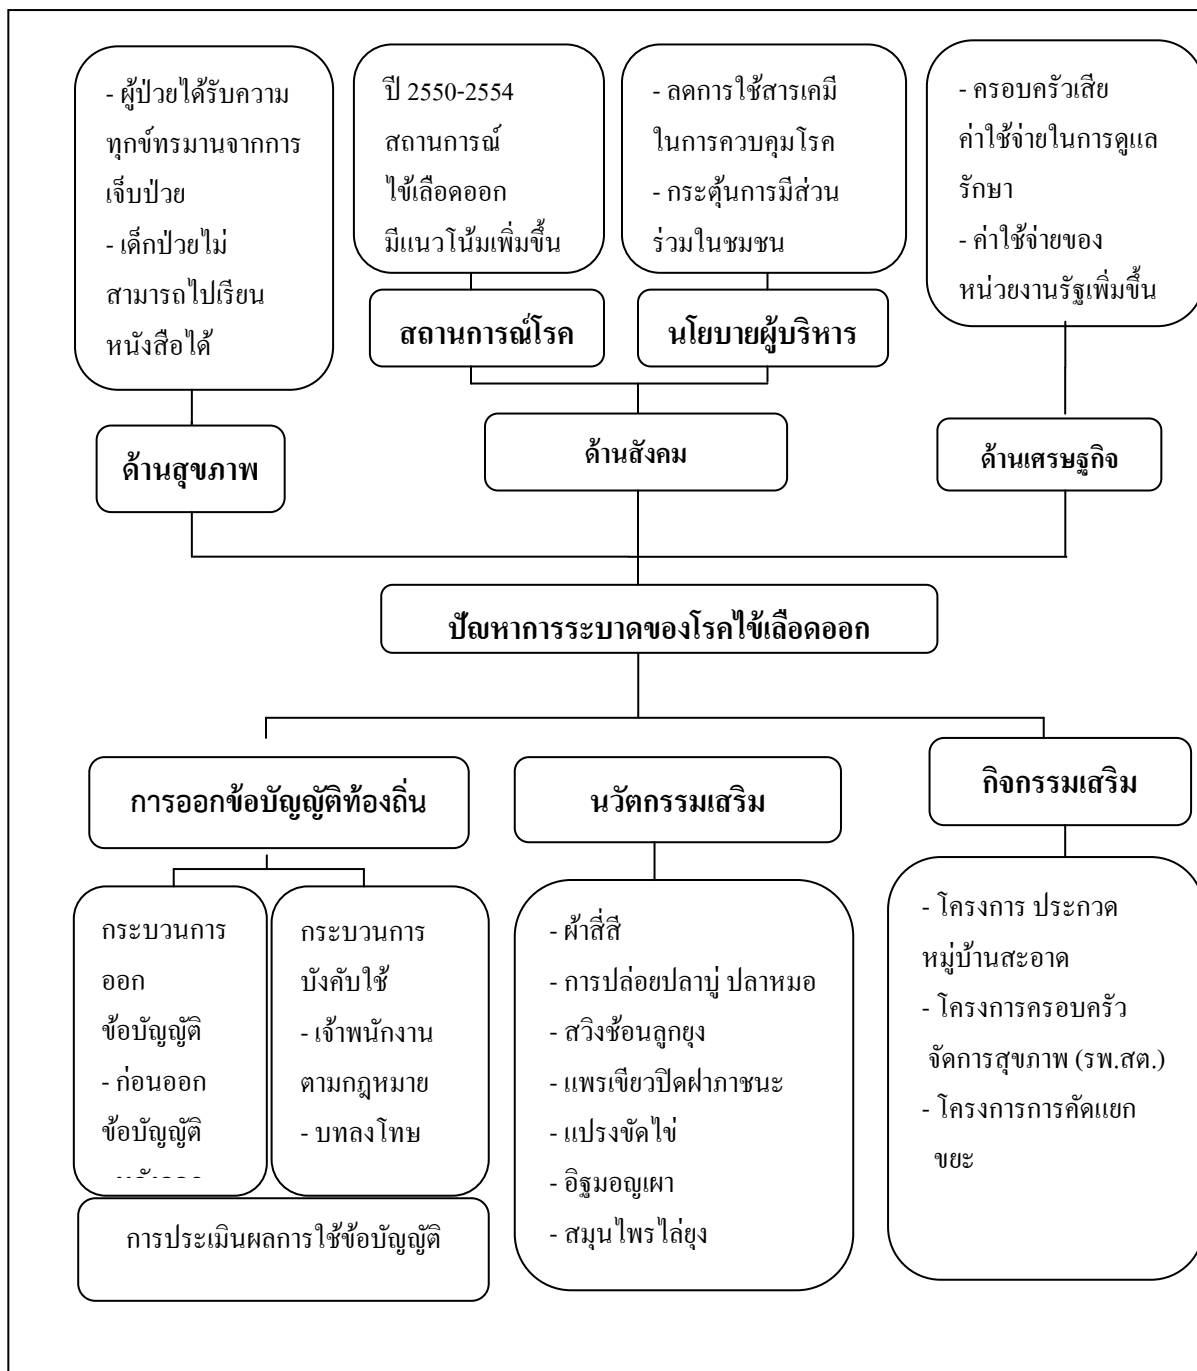 - ผู้ป่วยได้รับความ
ทุกข์ทรมานจากการ
เจ็บป่วย
- เด็กป่วยไม่
สามารถไปเรียน
หนังสือได้
ปี 2550-2554
สถานการณ์
ไข้เลือดออก
มีแนวโน้มเพิ่มขึ้น
- ลดการใช้สารเคมี
ในการควบคุมโรค
- กระตุ้นการมีส่วน
ร่วมในชุมชน
- ครอบครัวเสีย
ค่าใช้จ่ายในการดูแล
รักษา
- ค่าใช้จ่ายของ
หน่วยงานรัฐเพิ่มขึ้น
สถานการณ์โรค
นโยบายผู้บริหาร
ด้านสุขภาพ
ด้านสังคม
ด้านเศรษฐกิจ
ปัญหาการระบาดของโรคไข้เลือดออก
การออกข้อบัญญัติท้องถิ่น
นวัตกรรมเสริม
กิจกรรมเสริม
กระบวนการ
ออก
ข้อบัญญัติ
- ก่อนออก
ข้อบัญญัติ
กระบวนการ
บังคับใช้
- เจ้าพนักงาน
ตามกฎหมาย
- บทลงโทษ
การประเมินผลการใช้ข้อบัญญัติ
- ผ้าสี่สี
- การปล่อยปลาบู่ ปลาหมอ
- สวิงช้อนลูกยุง
- แพรเขียวปิดฝาภาชนะ
- แปรงขัดไข่
- อิฐมอญเผา
- สมุนไพรไล่ยุง
- โครงการ ประกวด
หมู่บ้านสะอาด
- โครงการครอบครัว
จัดการสุขภาพ (รพ.สต.)
- โครงการการคัดแยก
ขยะ